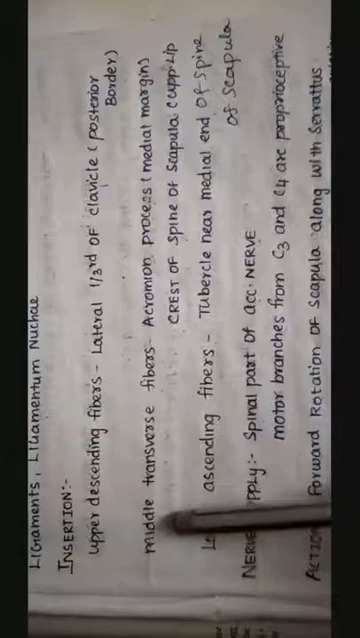 Ligaments, Ligamentum Nuchae
INSERTION:-
upper descending fibers - Lateral 1/3rd OF clavicle (posterior
Border)
middle transverse fibers - Acromion process (medial margin)
CREST OF Spine OF Scapula (upp. Lip
ascending fibers - Tubercle near medial end OF spine
OF scapula
NERVE PPLY:- Spinal part of acc. NERVE
motor branches from C3 and C4 are proprioceptive
ACTIO Forward Rotation OF scapula along with Serrattus